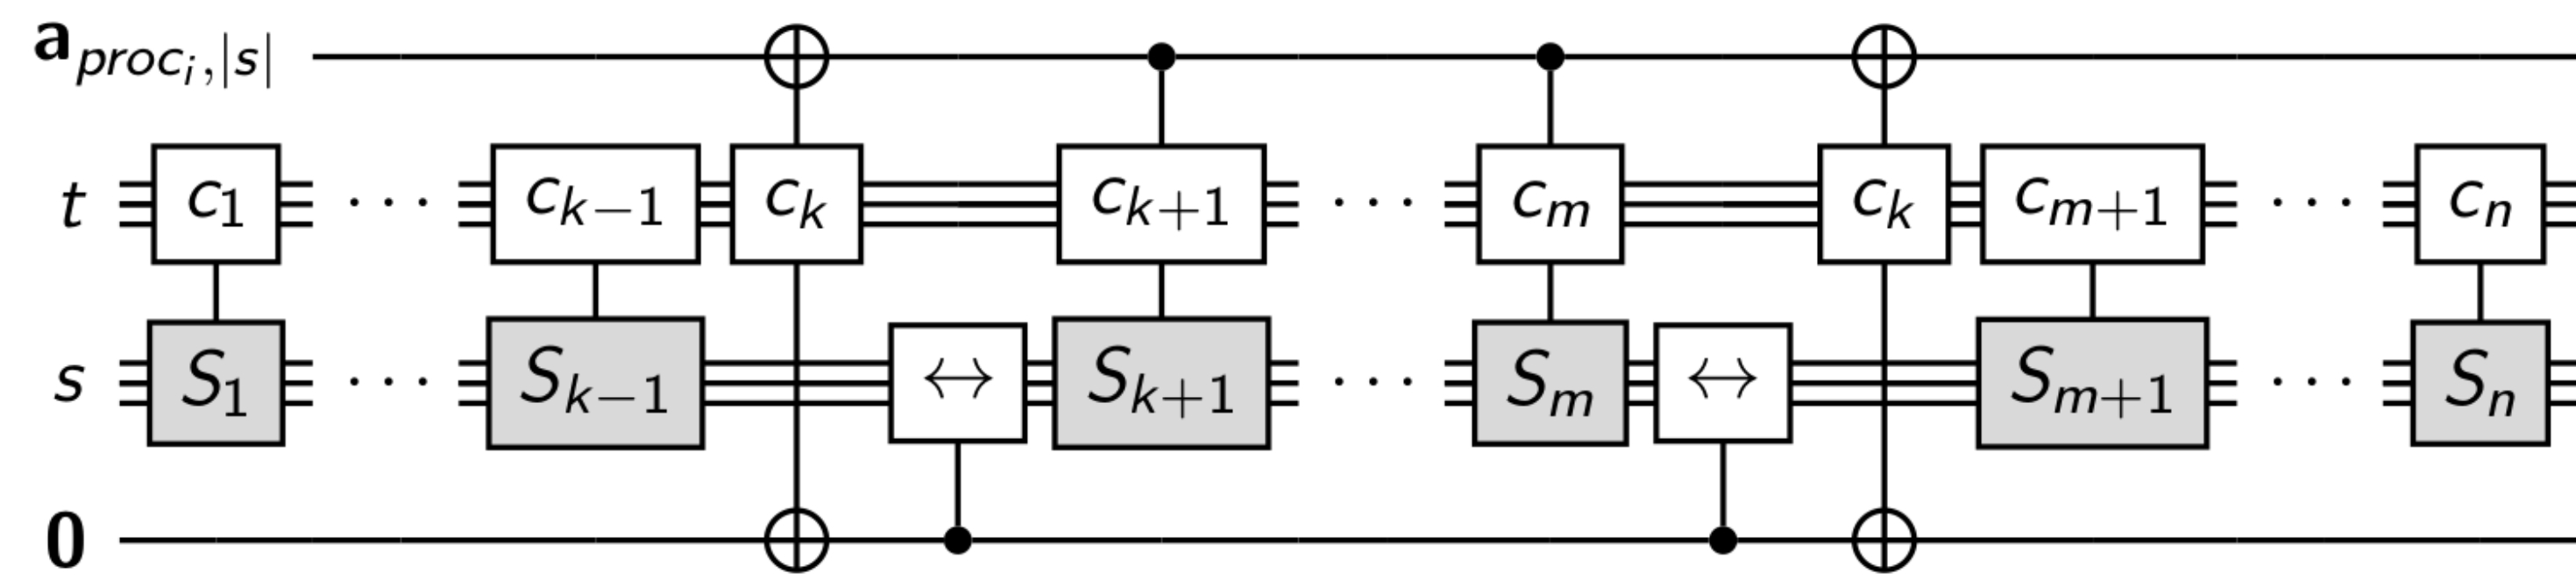 a_{proc_i,|s|}
t c_1 · · · c_{k−1} c_k c_{k+1} · · · c_m c_k c_{m+1} · · · c_n
s S_1 · · · S_{k−1} ↔ S_{k+1} · · · S_m ↔ S_{m+1} · · · S_n
0